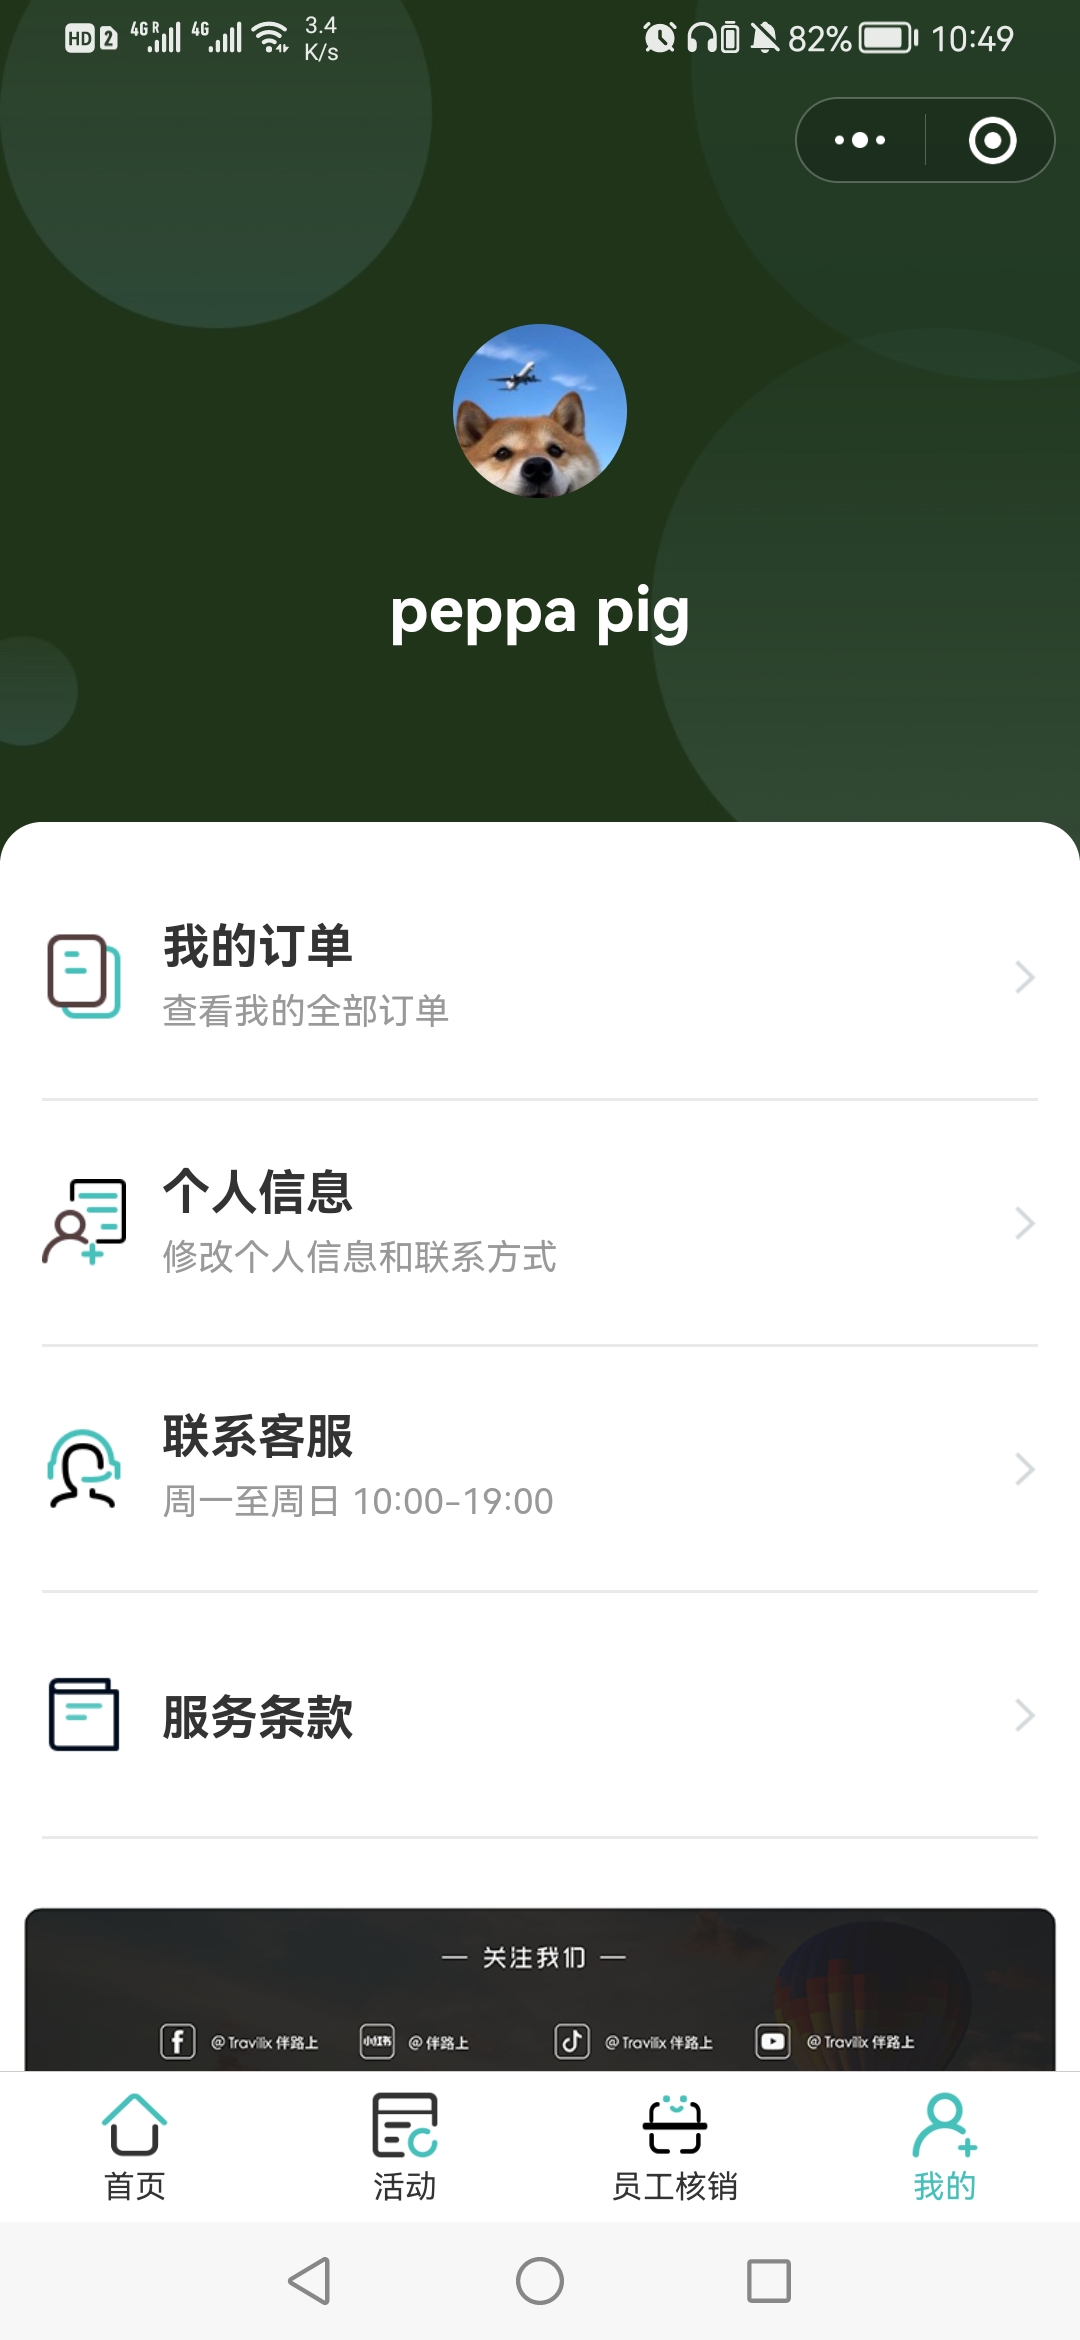 HD 2 4G R 4G 3.4 K/s 82% 10:49
peppa pig
我的订单
查看我的全部订单
个人信息
修改个人信息和联系方式
联系客服
周一至周日 10:00-19:00
服务条款
— 关注我们 —
@Travilix 伴路上 小红书 @伴路上 @Travilix 伴路上 @Travilix 伴路上
首页 活动 员工核销 我的